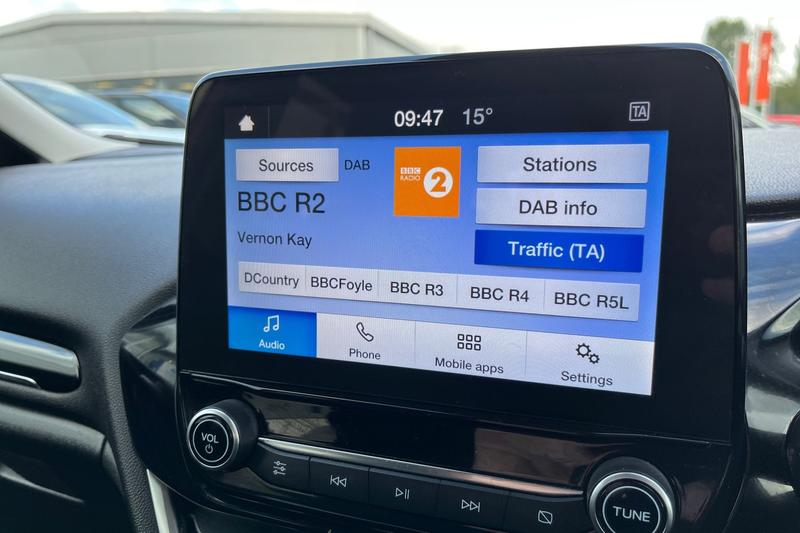 09:47 15° TA
Sources DAB
BBC
RADIO 2
Stations
BBC R2
DAB info
Vernon Kay
Traffic (TA)
DCountry BBCFoyle BBC R3 BBC R4 BBC R5L
Audio Phone Mobile apps Settings
VOL
TUNE